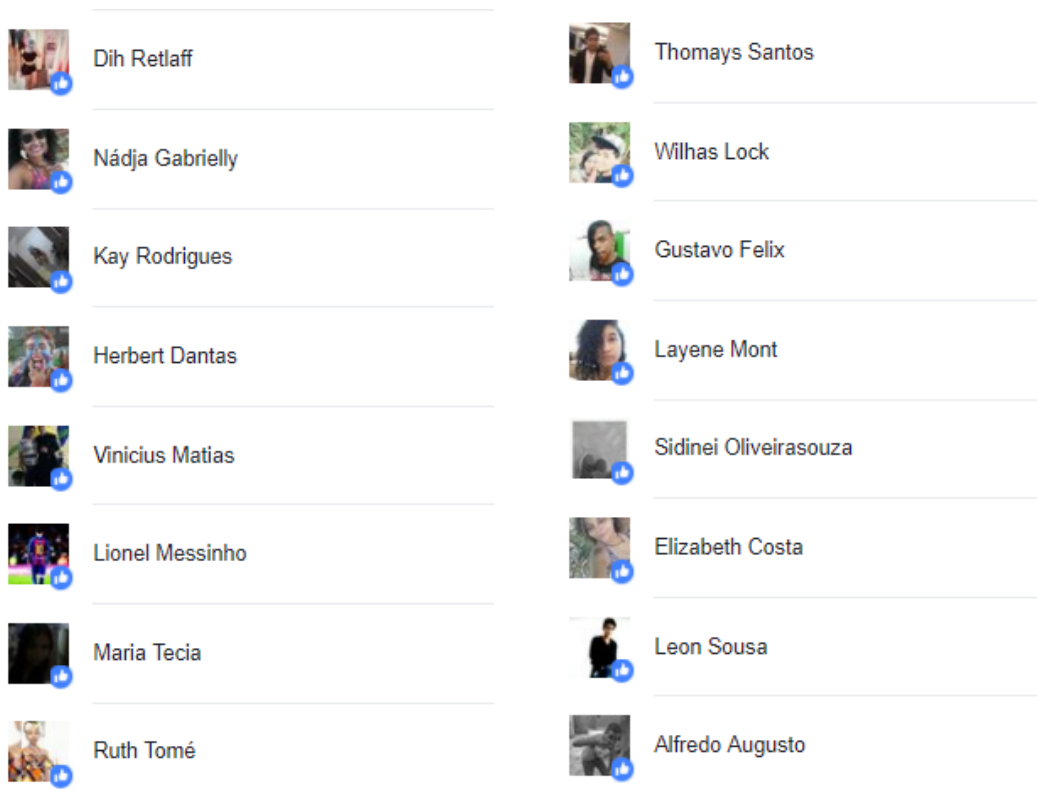 Dih Retlaff
Nádja Gabrielly
Kay Rodrigues
Herbert Dantas
Vinicius Matias
Lionel Messinho
Maria Tecia
Ruth Tomé
Thomays Santos
Wilhas Lock
Gustavo Felix
Layene Mont
Sidinei Oliveirasouza
Elizabeth Costa
Leon Sousa
Alfredo Augusto